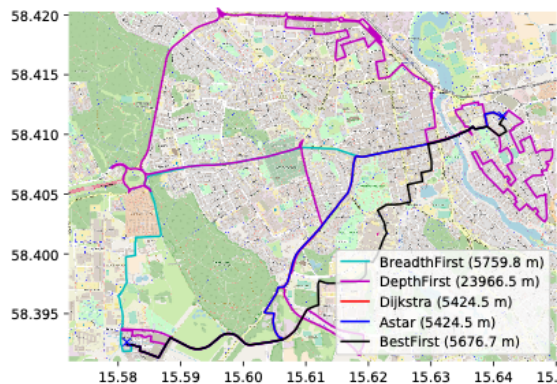 58.420
58.415
58.410
58.405
58.400
58.395
BreadthFirst (5759.8 m)
DepthFirst (23966.5 m)
Dijkstra (5424.5 m)
Astar (5424.5 m)
BestFirst (5676.7 m)
15.58 15.59 15.60 15.61 15.62 15.63 15.64